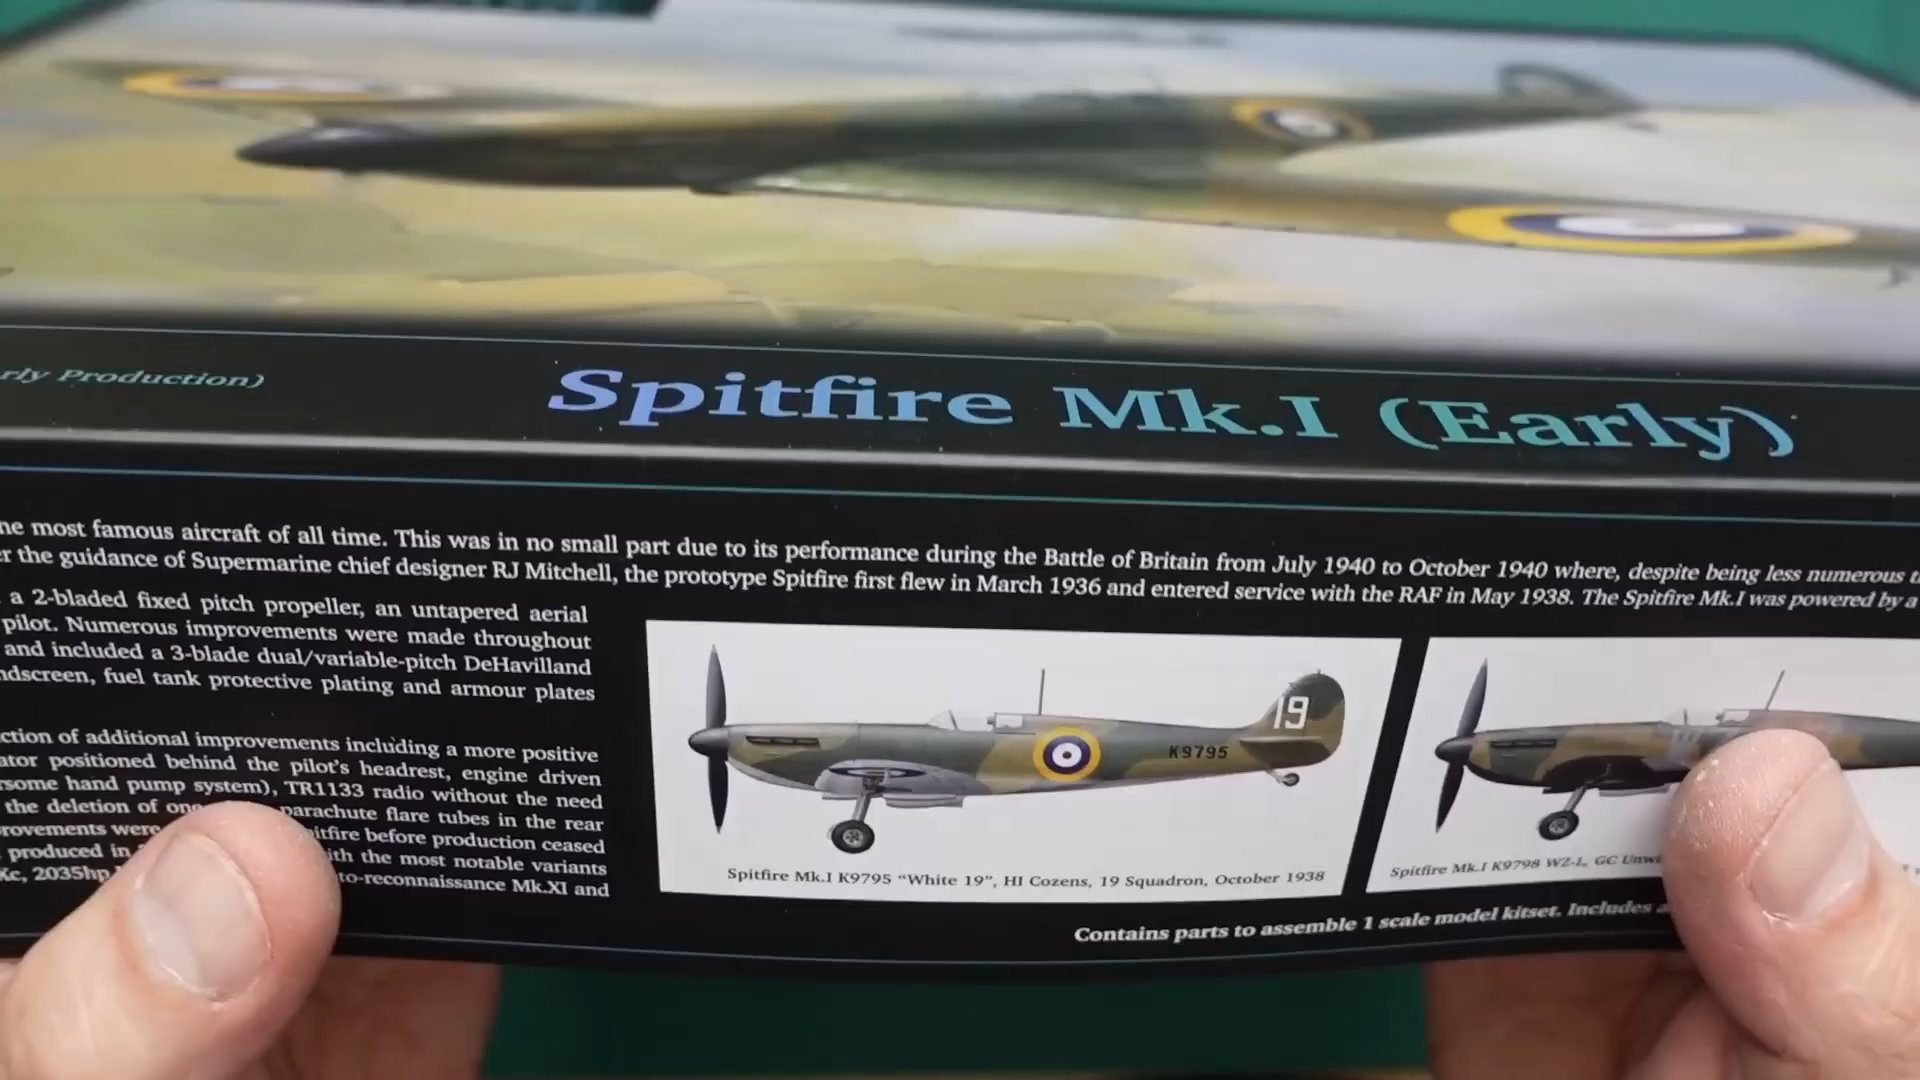 rly Production)
Spitfire Mk.I (Early)
ne most famous aircraft of all time. This was in no small part due to its performance during the Battle of Britain from July 1940 to October 1940 where, despite being less numerous
er the guidance of Supermarine chief designer RJ Mitchell, the prototype Spitfire first flew in March 1936 and entered service with the RAF in May 1938. The Spitfire Mk.I was powered by a
a 2-bladed fixed pitch propeller, an untapered aerial
pilot. Numerous improvements were made throughout
and included a 3-blade dual/variable-pitch DeHavilland
ndscreen, fuel tank protective plating and armour plates
ction of additional improvements including a more positive
ator positioned behind the pilot's headrest, engine driven
rsome hand pump system), TR1133 radio without the need
the deletion of one parachute flare tubes in the rear
rovements were itfire before production ceased
produced in ith the most notable variants
Xc, 2035hp to-reconnaissance Mk.XI and
19
K9795
Spitfire Mk.I K9795 "White 19", HI Cozens, 19 Squadron, October 1938
Spitfire Mk.I K9798 WZ-L, GC Unwi
Contains parts to assemble 1 scale model kitset. Includes